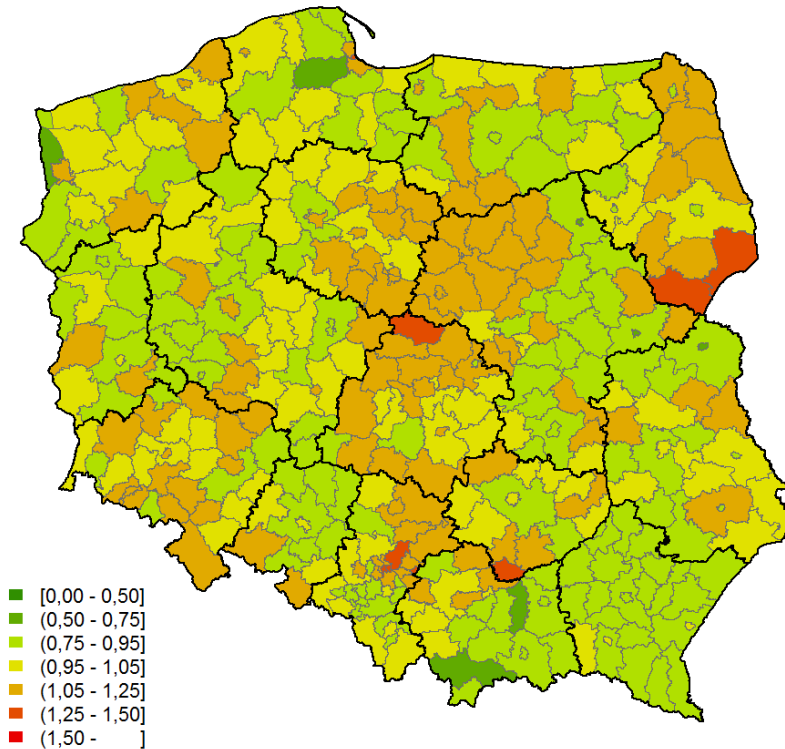 [0,00 - 0,50]
(0,50 - 0,75]
(0,75 - 0,95]
(0,95 - 1,05]
(1,05 - 1,25]
(1,25 - 1,50]
(1,50 - ]